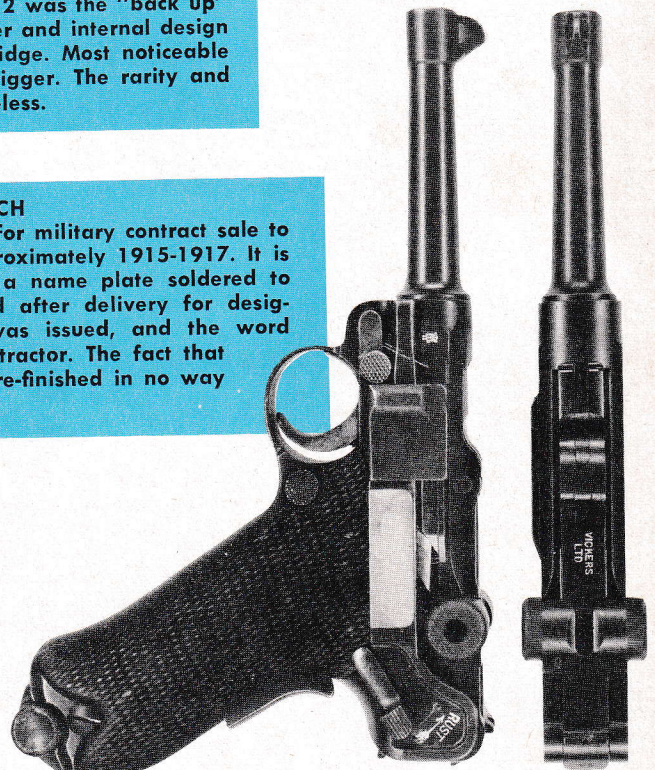 2 was the "back up
er and internal design
idge. Most noticeable
igger. The rarity and
less.
CH
For military contract sale to
roximately 1915-1917. It is
a name plate soldered to
d after delivery for desig-
was issued, and the word
tractor. The fact that
re-finished in no way
VICKERS
LTD
RUST